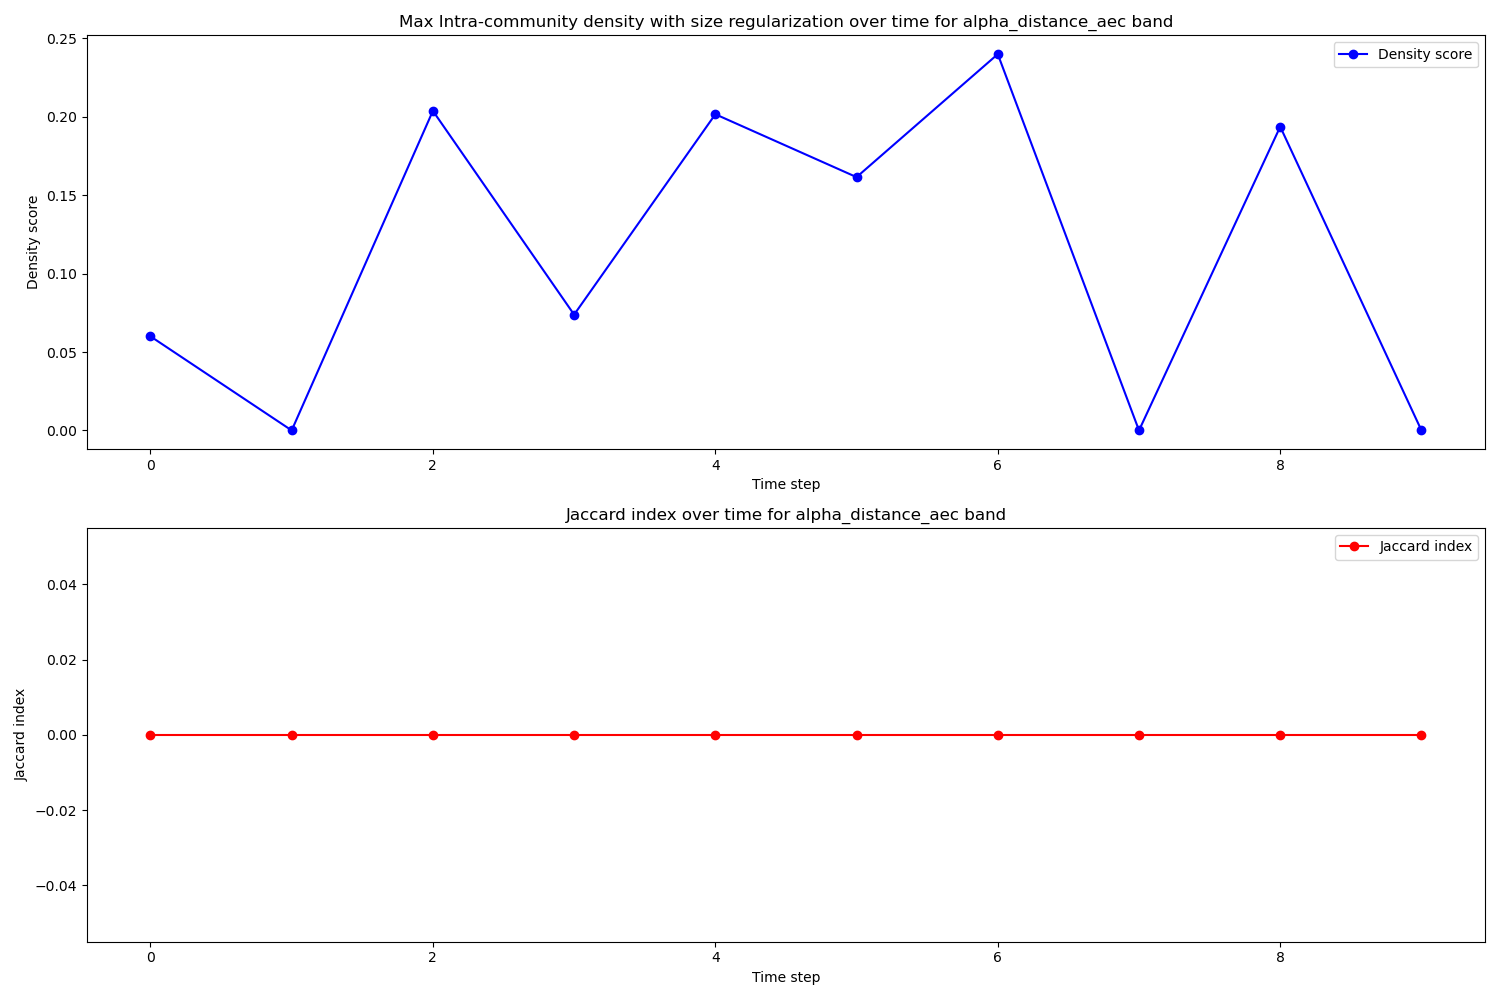 Max Intra-community density with size regularization over time for alpha_distance_aec band
Density score
0.25
0.20
0.15
0.10
0.05
0.00
Density score
0
2
4
6
8
Time step
Jaccard index over time for alpha_distance_aec band
Jaccard index
0.04
0.02
0.00
−0.02
−0.04
Jaccard index
0
2
4
6
8
Time step